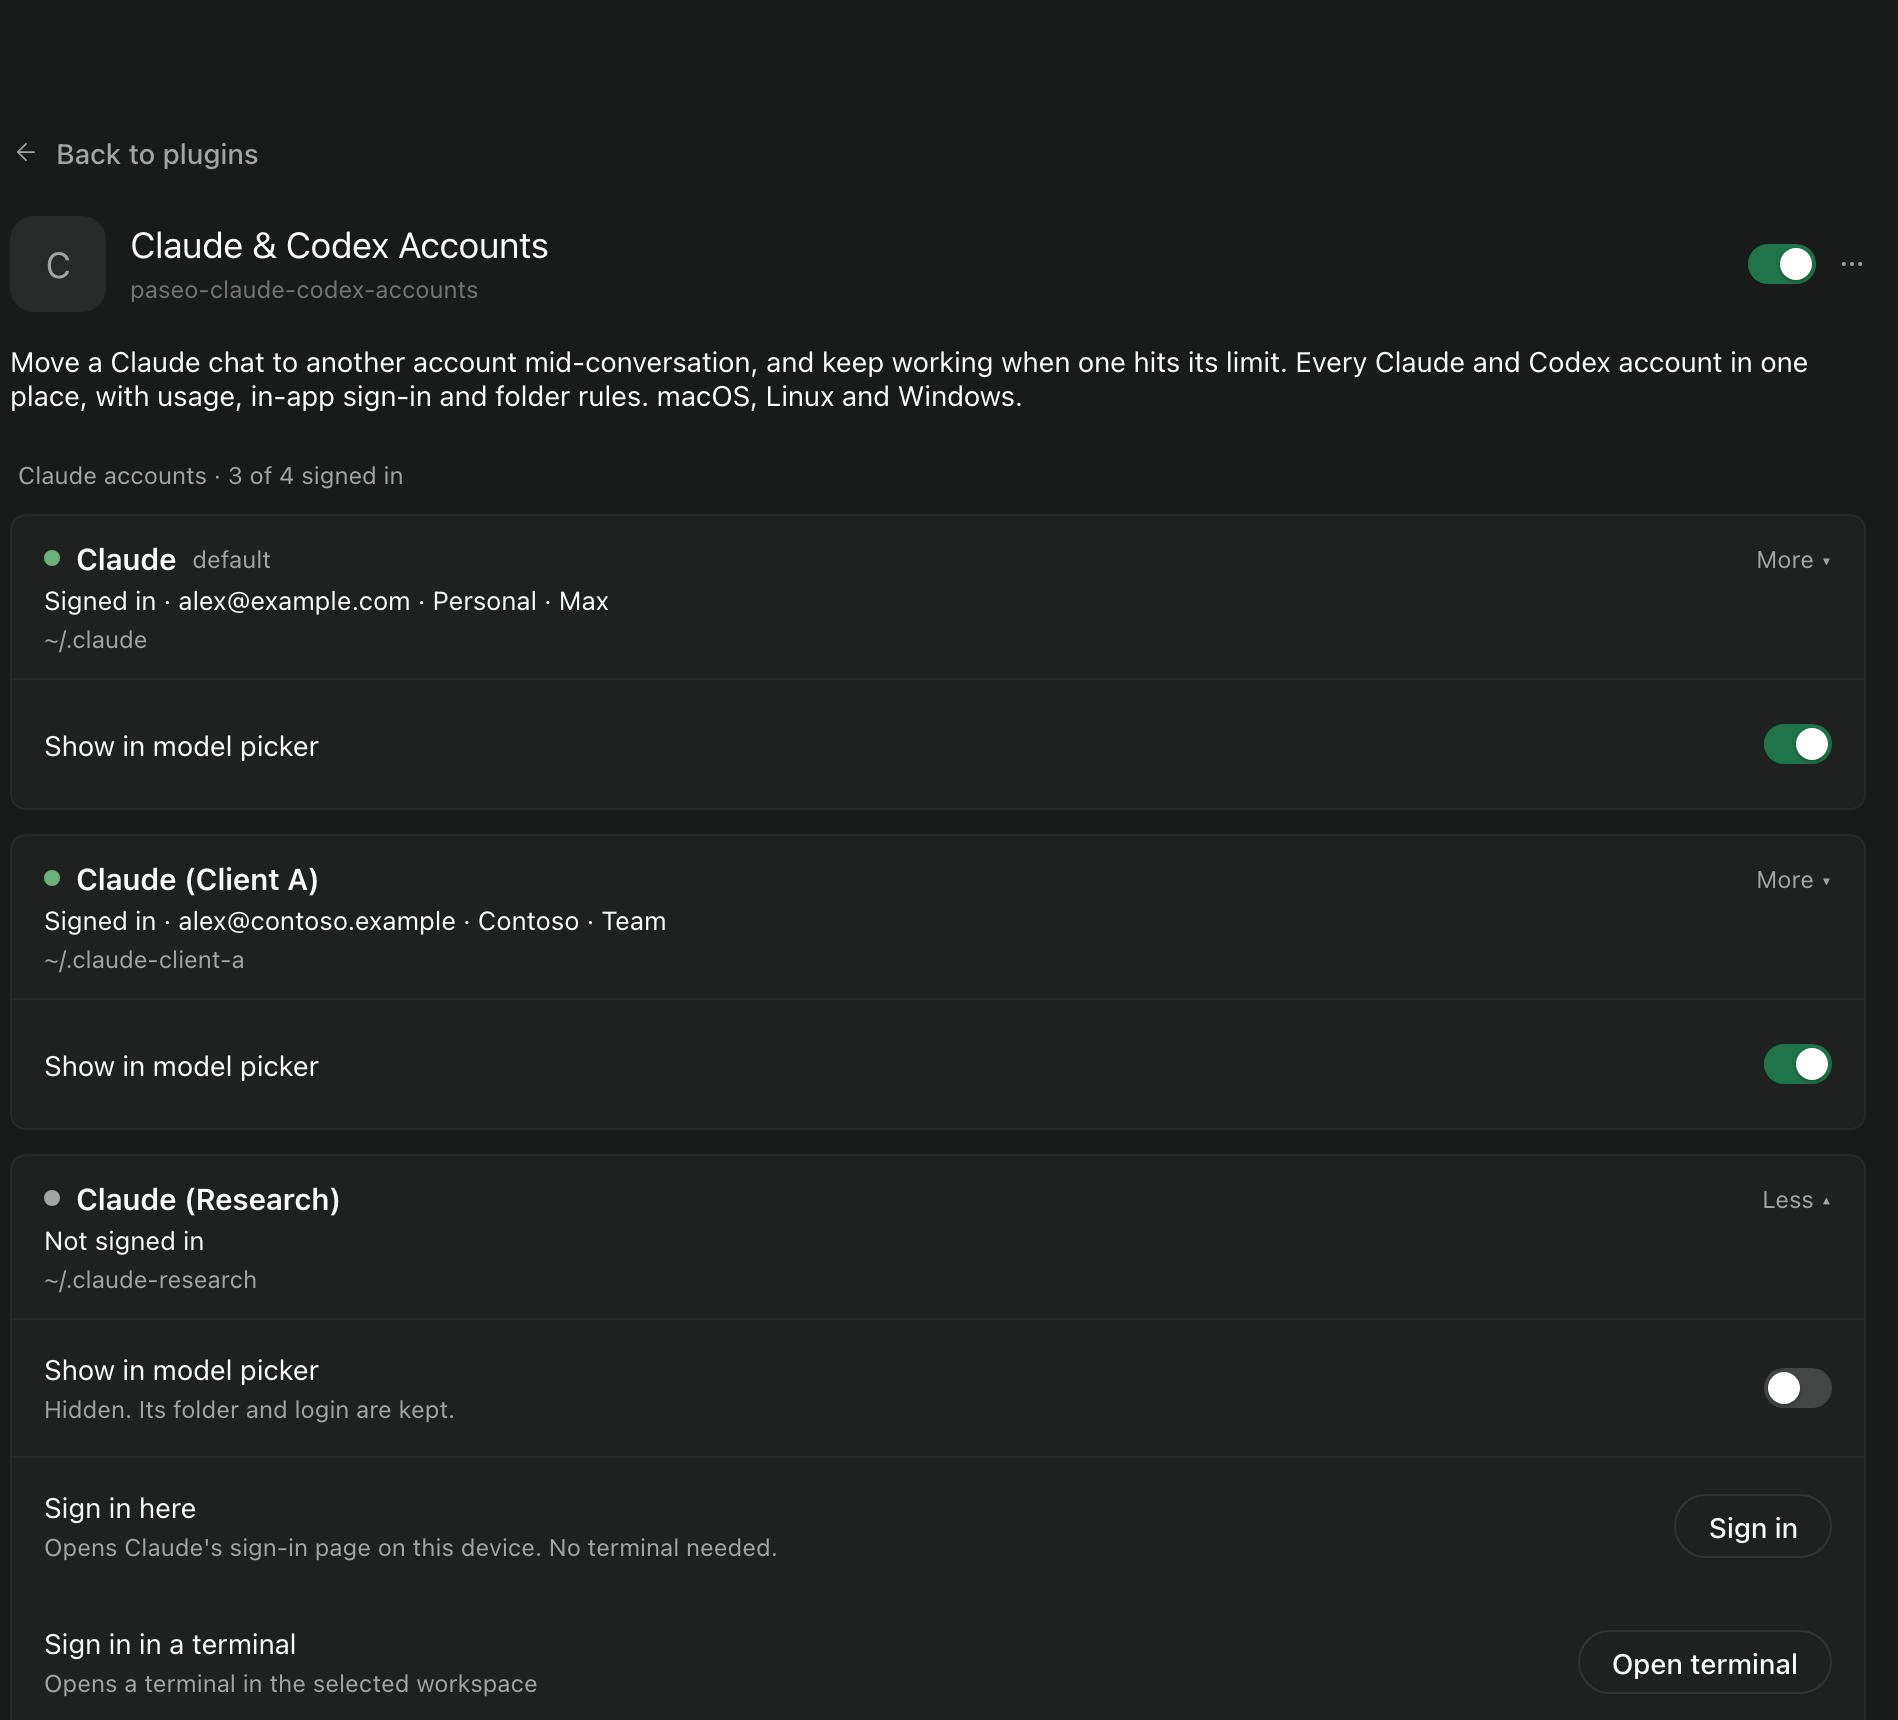 ← Back to plugins
C
Claude & Codex Accounts
paseo-claude-codex-accounts
Move a Claude chat to another account mid-conversation, and keep working when one hits its limit. Every Claude and Codex account in one
place, with usage, in-app sign-in and folder rules. macOS, Linux and Windows.
Claude accounts · 3 of 4 signed in
Claude default More ▾
Signed in · alex@example.com · Personal · Max
~/.claude
Show in model picker
Claude (Client A) More ▾
Signed in · alex@contoso.example · Contoso · Team
~/.claude-client-a
Show in model picker
Claude (Research) Less ▴
Not signed in
~/.claude-research
Show in model picker
Hidden. Its folder and login are kept.
Sign in here
Opens Claude's sign-in page on this device. No terminal needed.
Sign in
Sign in in a terminal
Opens a terminal in the selected workspace
Open terminal